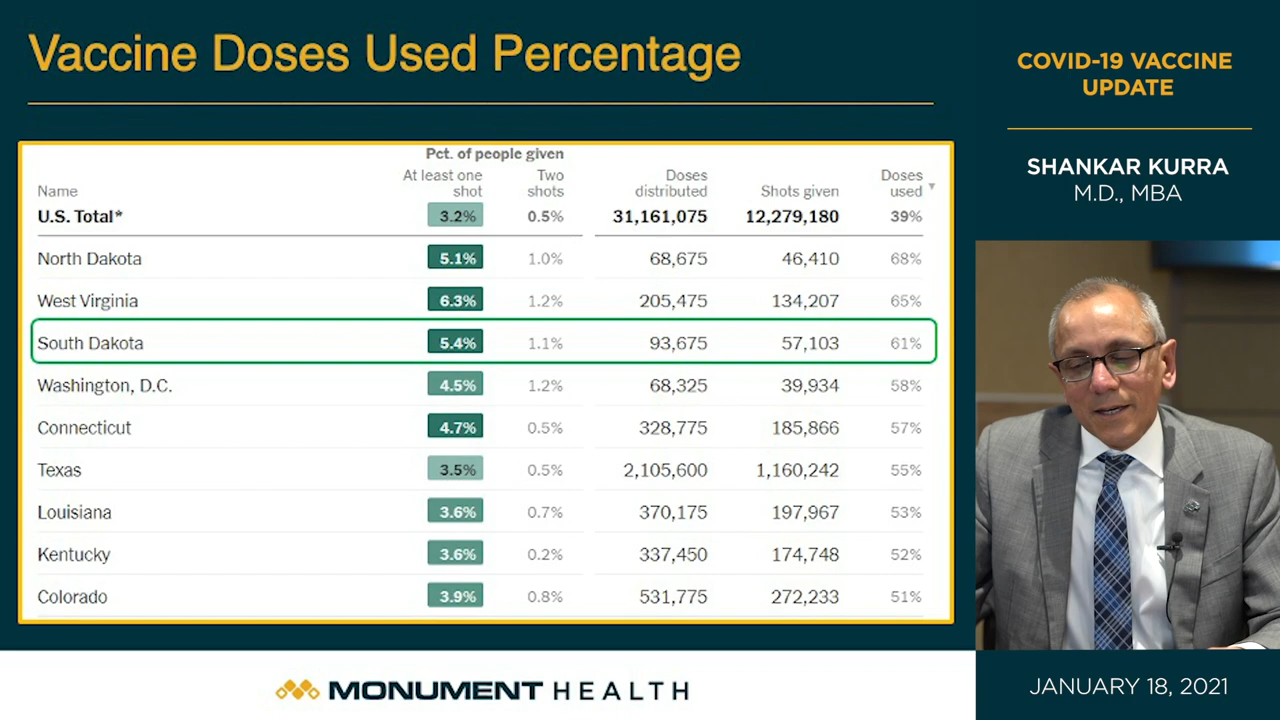 Vaccine Doses Used Percentage
Pct. of people given
Name At least one shot Two shots Doses distributed Shots given Doses used
U.S. Total* 3.2% 0.5% 31,161,075 12,279,180 39%
North Dakota 5.1% 1.0% 68,675 46,410 68%
West Virginia 6.3% 1.2% 205,475 134,207 65%
South Dakota 5.4% 1.1% 93,675 57,103 61%
Washington, D.C. 4.5% 1.2% 68,325 39,934 58%
Connecticut 4.7% 0.5% 328,775 185,866 57%
Texas 3.5% 0.5% 2,105,600 1,160,242 55%
Louisiana 3.6% 0.7% 370,175 197,967 53%
Kentucky 3.6% 0.2% 337,450 174,748 52%
Colorado 3.9% 0.8% 531,775 272,233 51%
MONUMENT HEALTH
COVID-19 VACCINE
UPDATE
SHANKAR KURRA
M.D., MBA
JANUARY 18, 2021